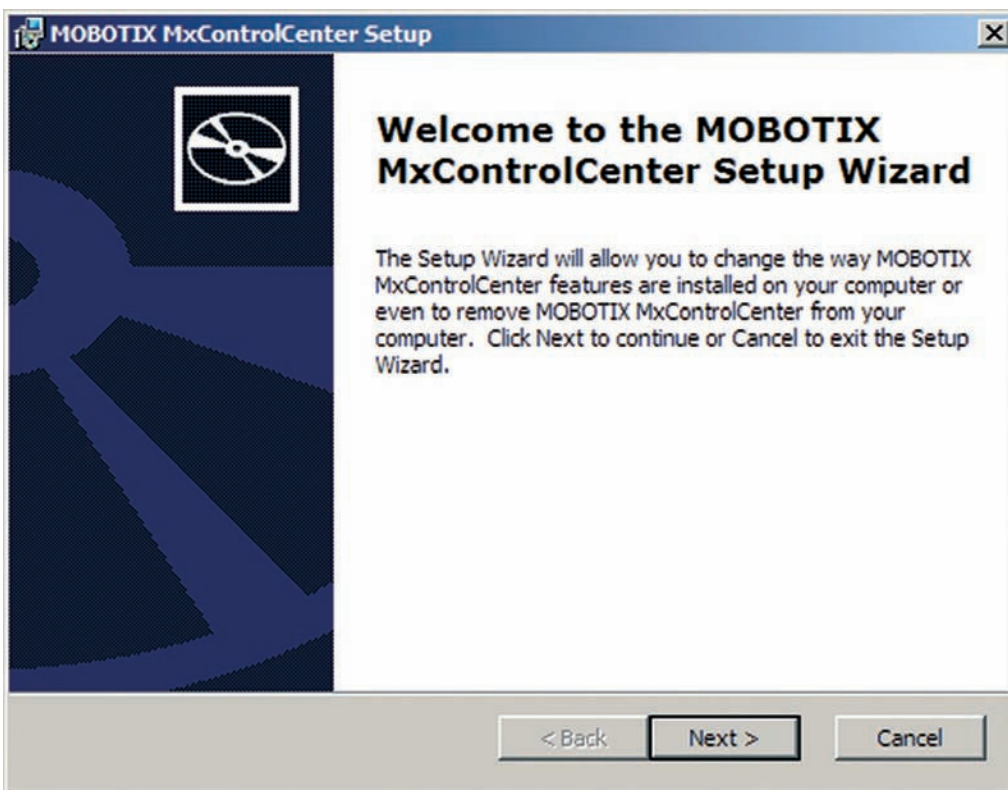 MOBOTIX MxControlCenter Setup
Welcome to the MOBOTIX
MxControlCenter Setup Wizard
The Setup Wizard will allow you to change the way MOBOTIX
MxControlCenter features are installed on your computer or
even to remove MOBOTIX MxControlCenter from your
computer.  Click Next to continue or Cancel to exit the Setup
Wizard.
< Back
Next >
Cancel